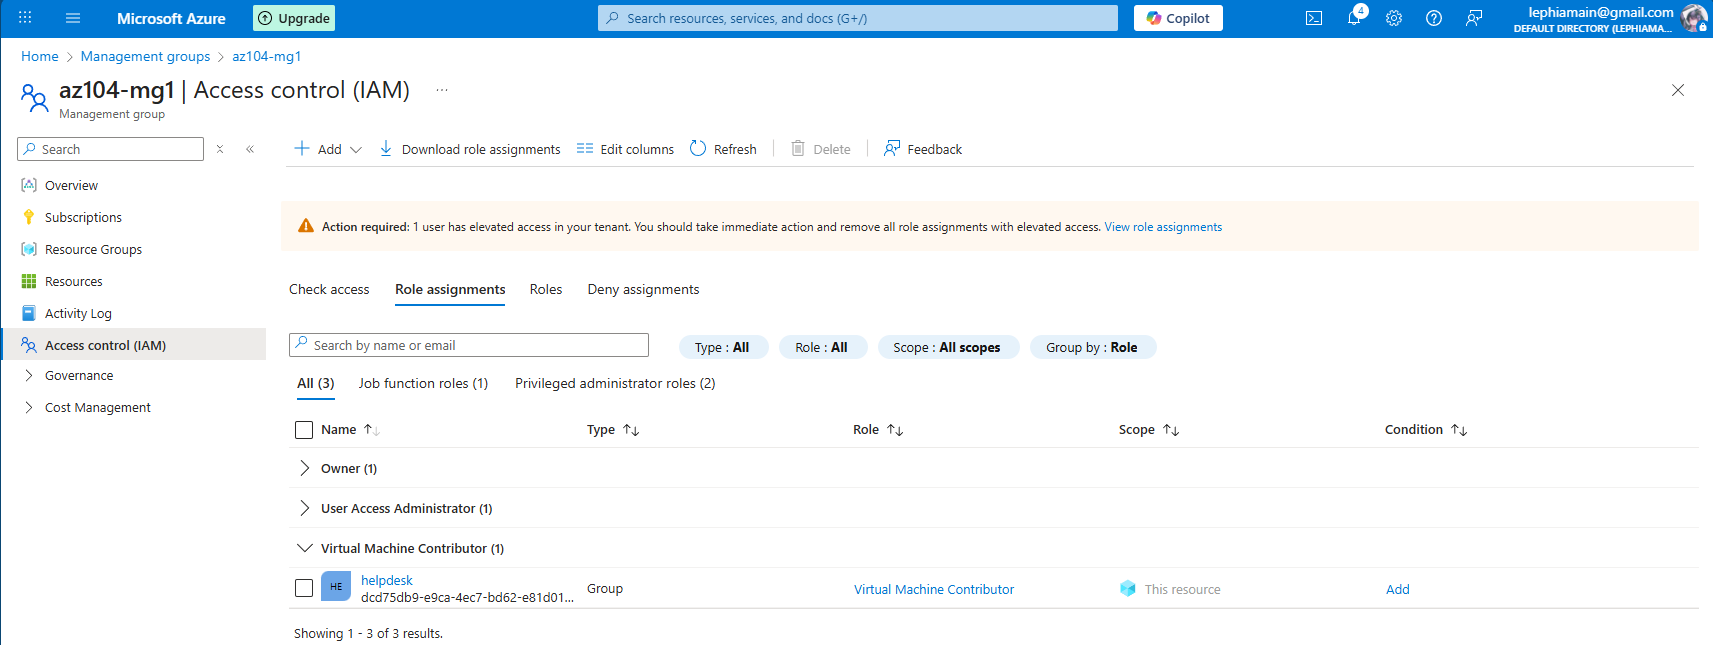 Microsoft Azure
Upgrade
Search resources, services, and docs (G+/)
Copilot
4
lephiamain@gmail.com
DEFAULT DIRECTORY (LEPHIAMA...
Home > Management groups > az104-mg1
az104-mg1 | Access control (IAM) ...
Management group
Search
Add
Download role assignments
Edit columns
Refresh
Delete
Feedback
Overview
Subscriptions
Resource Groups
Resources
Activity Log
Access control (IAM)
Governance
Cost Management
Action required: 1 user has elevated access in your tenant. You should take immediate action and remove all role assignments with elevated access. View role assignments
Check access Role assignments Roles Deny assignments
Search by name or email
Type : All
Role : All
Scope : All scopes
Group by : Role
All (3) Job function roles (1) Privileged administrator roles (2)
Name Type Role Scope Condition
Owner (1)
User Access Administrator (1)
Virtual Machine Contributor (1)
HE
helpdesk
dcd75db9-e9ca-4ec7-bd62-e81d01...
Group
Virtual Machine Contributor
This resource
Add
Showing 1 - 3 of 3 results.